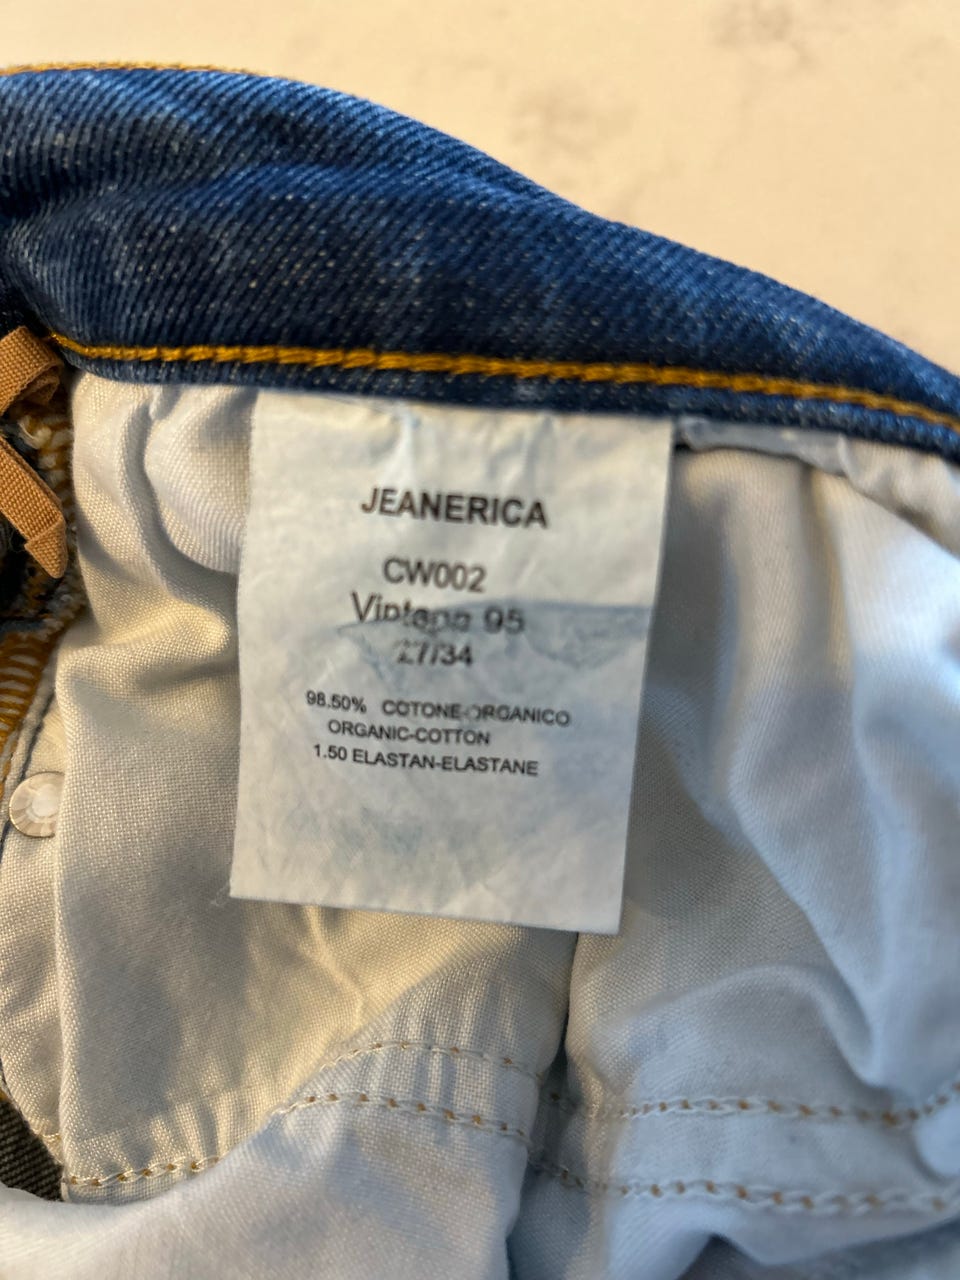 JEANERICA
CW002
Vintage 95
27/34
98.50% COTONE-ORGANICO
ORGANIC-COTTON
1.50 ELASTAN-ELASTANE